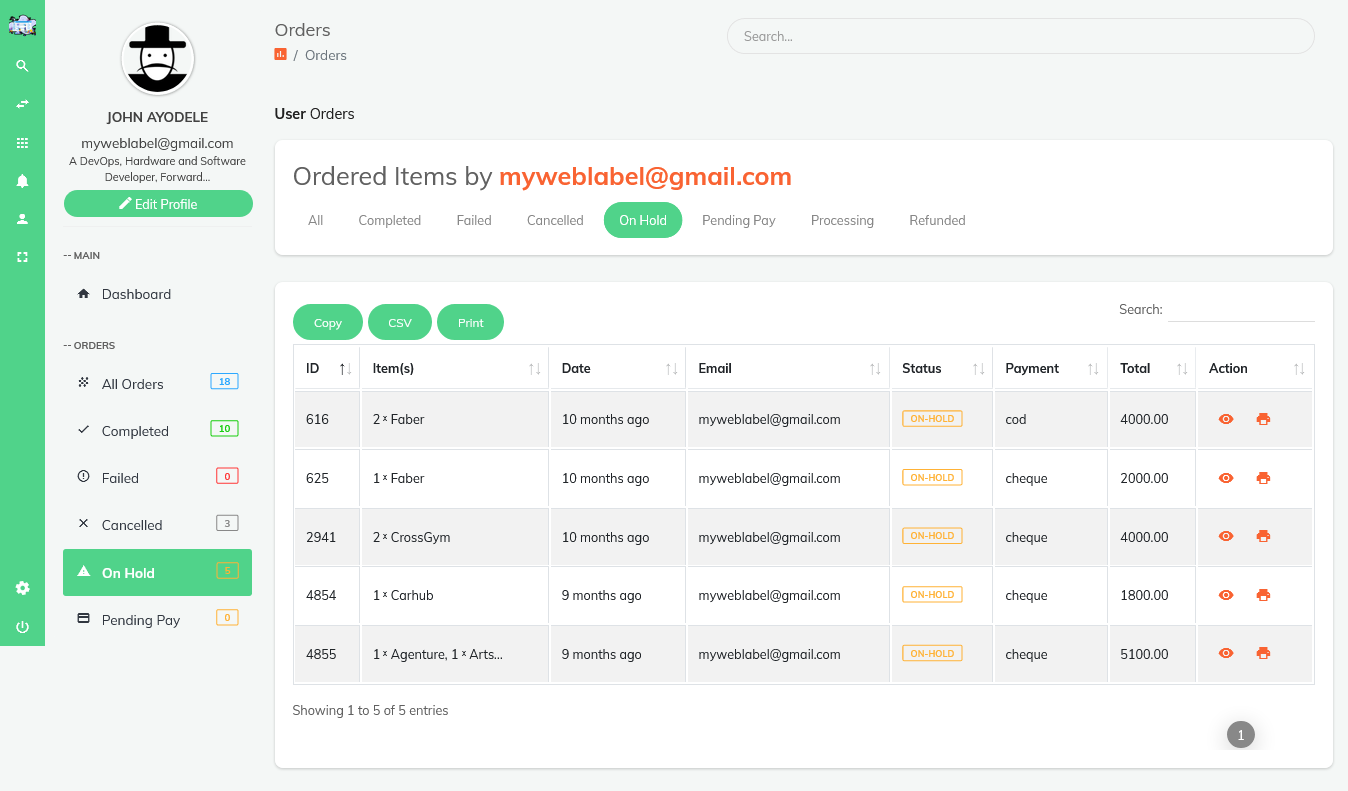 JOHN AYODELE
myweblabel@gmail.com
A DevOps, Hardware and Software
Developer, Forward...
Edit Profile
-- MAIN
Dashboard
-- ORDERS
All Orders 18
Completed 10
Failed 0
Cancelled 3
On Hold 5
Pending Pay 0
Orders
/ Orders
Search...
User Orders
Ordered Items by myweblabel@gmail.com
All Completed Failed Cancelled On Hold Pending Pay Processing Refunded
Copy CSV Print
Search:
ID Item(s) Date Email Status Payment Total Action
616 2 x Faber 10 months ago myweblabel@gmail.com ON-HOLD cod 4000.00
625 1 x Faber 10 months ago myweblabel@gmail.com ON-HOLD cheque 2000.00
2941 2 x CrossGym 10 months ago myweblabel@gmail.com ON-HOLD cheque 4000.00
4854 1 x Carhub 9 months ago myweblabel@gmail.com ON-HOLD cheque 1800.00
4855 1 x Agenture, 1 x Arts... 9 months ago myweblabel@gmail.com ON-HOLD cheque 5100.00
Showing 1 to 5 of 5 entries
1